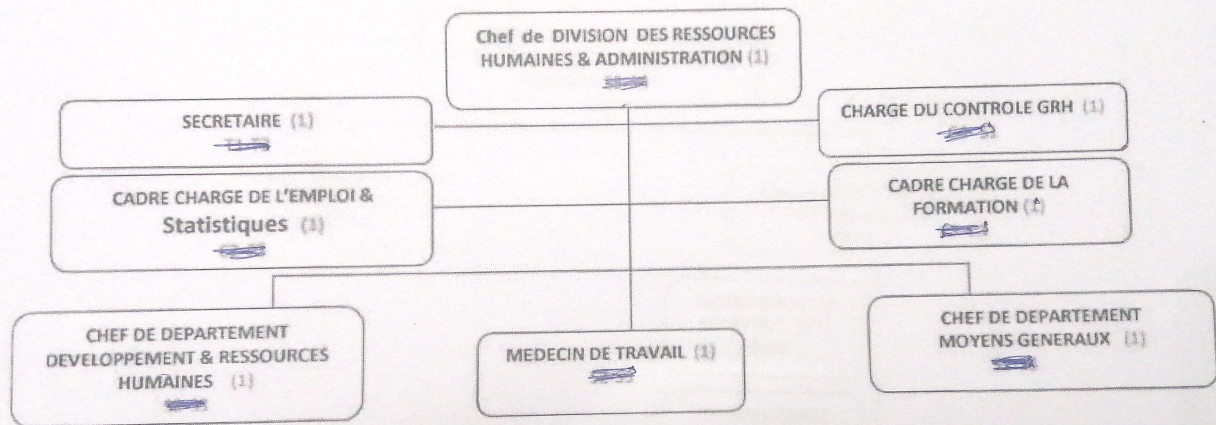 Chef de DIVISION DES RESSOURCES
HUMAINES & ADMINISTRATION (1)
SECRETAIRE (1)
CHARGE DU CONTROLE GRH (1)
CADRE CHARGE DE L'EMPLOI &
Statistiques (1)
CADRE CHARGE DE LA
FORMATION (1)
CHEF DE DEPARTEMENT
DEVELOPPEMENT & RESSOURCES
HUMAINES (1)
MEDECIN DE TRAVAIL (1)
CHEF DE DEPARTEMENT
MOYENS GENERAUX (1)